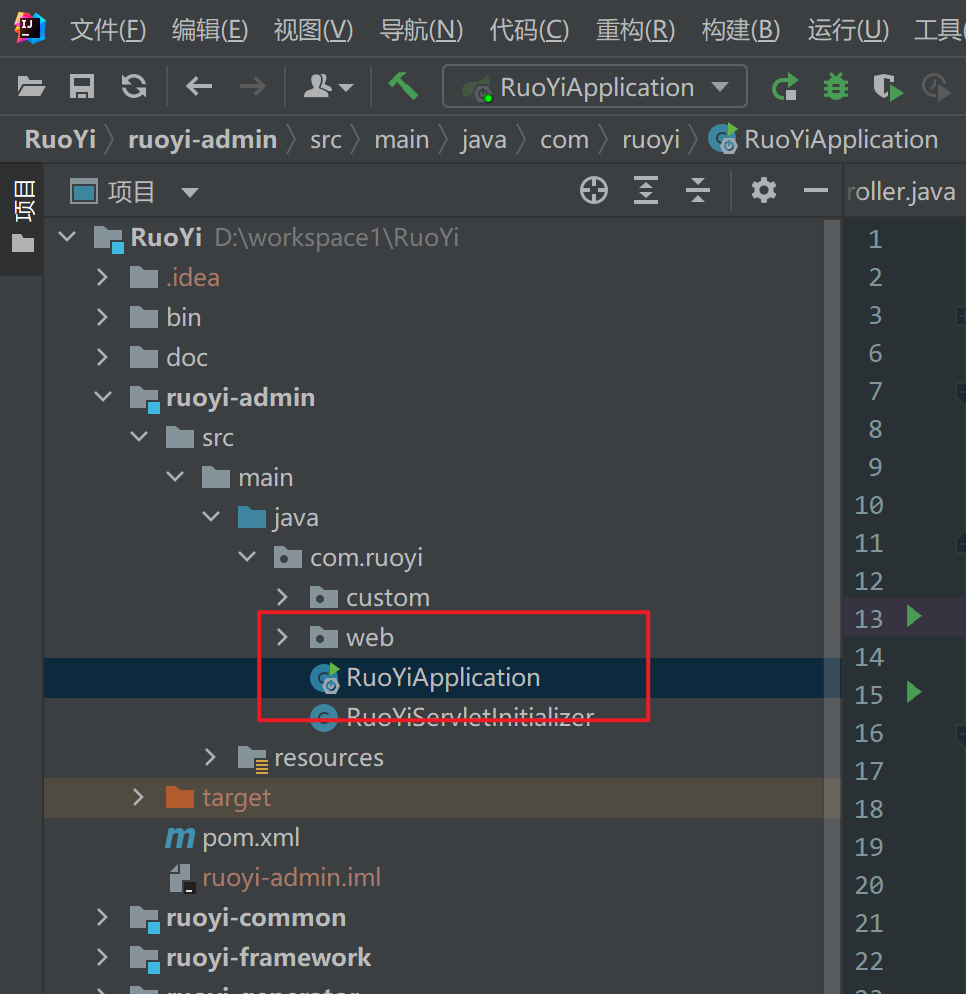 文件(F) 编辑(E) 视图(V) 导航(N) 代码(C) 重构(R) 构建(B) 运行(U) 工具(
RuoYiApplication
RuoYi ruoyi-admin src main java com ruoyi RuoYiApplication
项目
项目
roller.java
RuoYi D:\workspace1\RuoYi
.idea
bin
doc
ruoyi-admin
src
main
java
com.ruoyi
custom
web
RuoYiApplication
RuoYiServletInitializer
resources
target
pom.xml
ruoyi-admin.iml
ruoyi-common
ruoyi-framework
ruoyi-generator
1
2
3
6
7
8
9
10
11
12
13
14
15
16
17
18
19
20
21
22
23